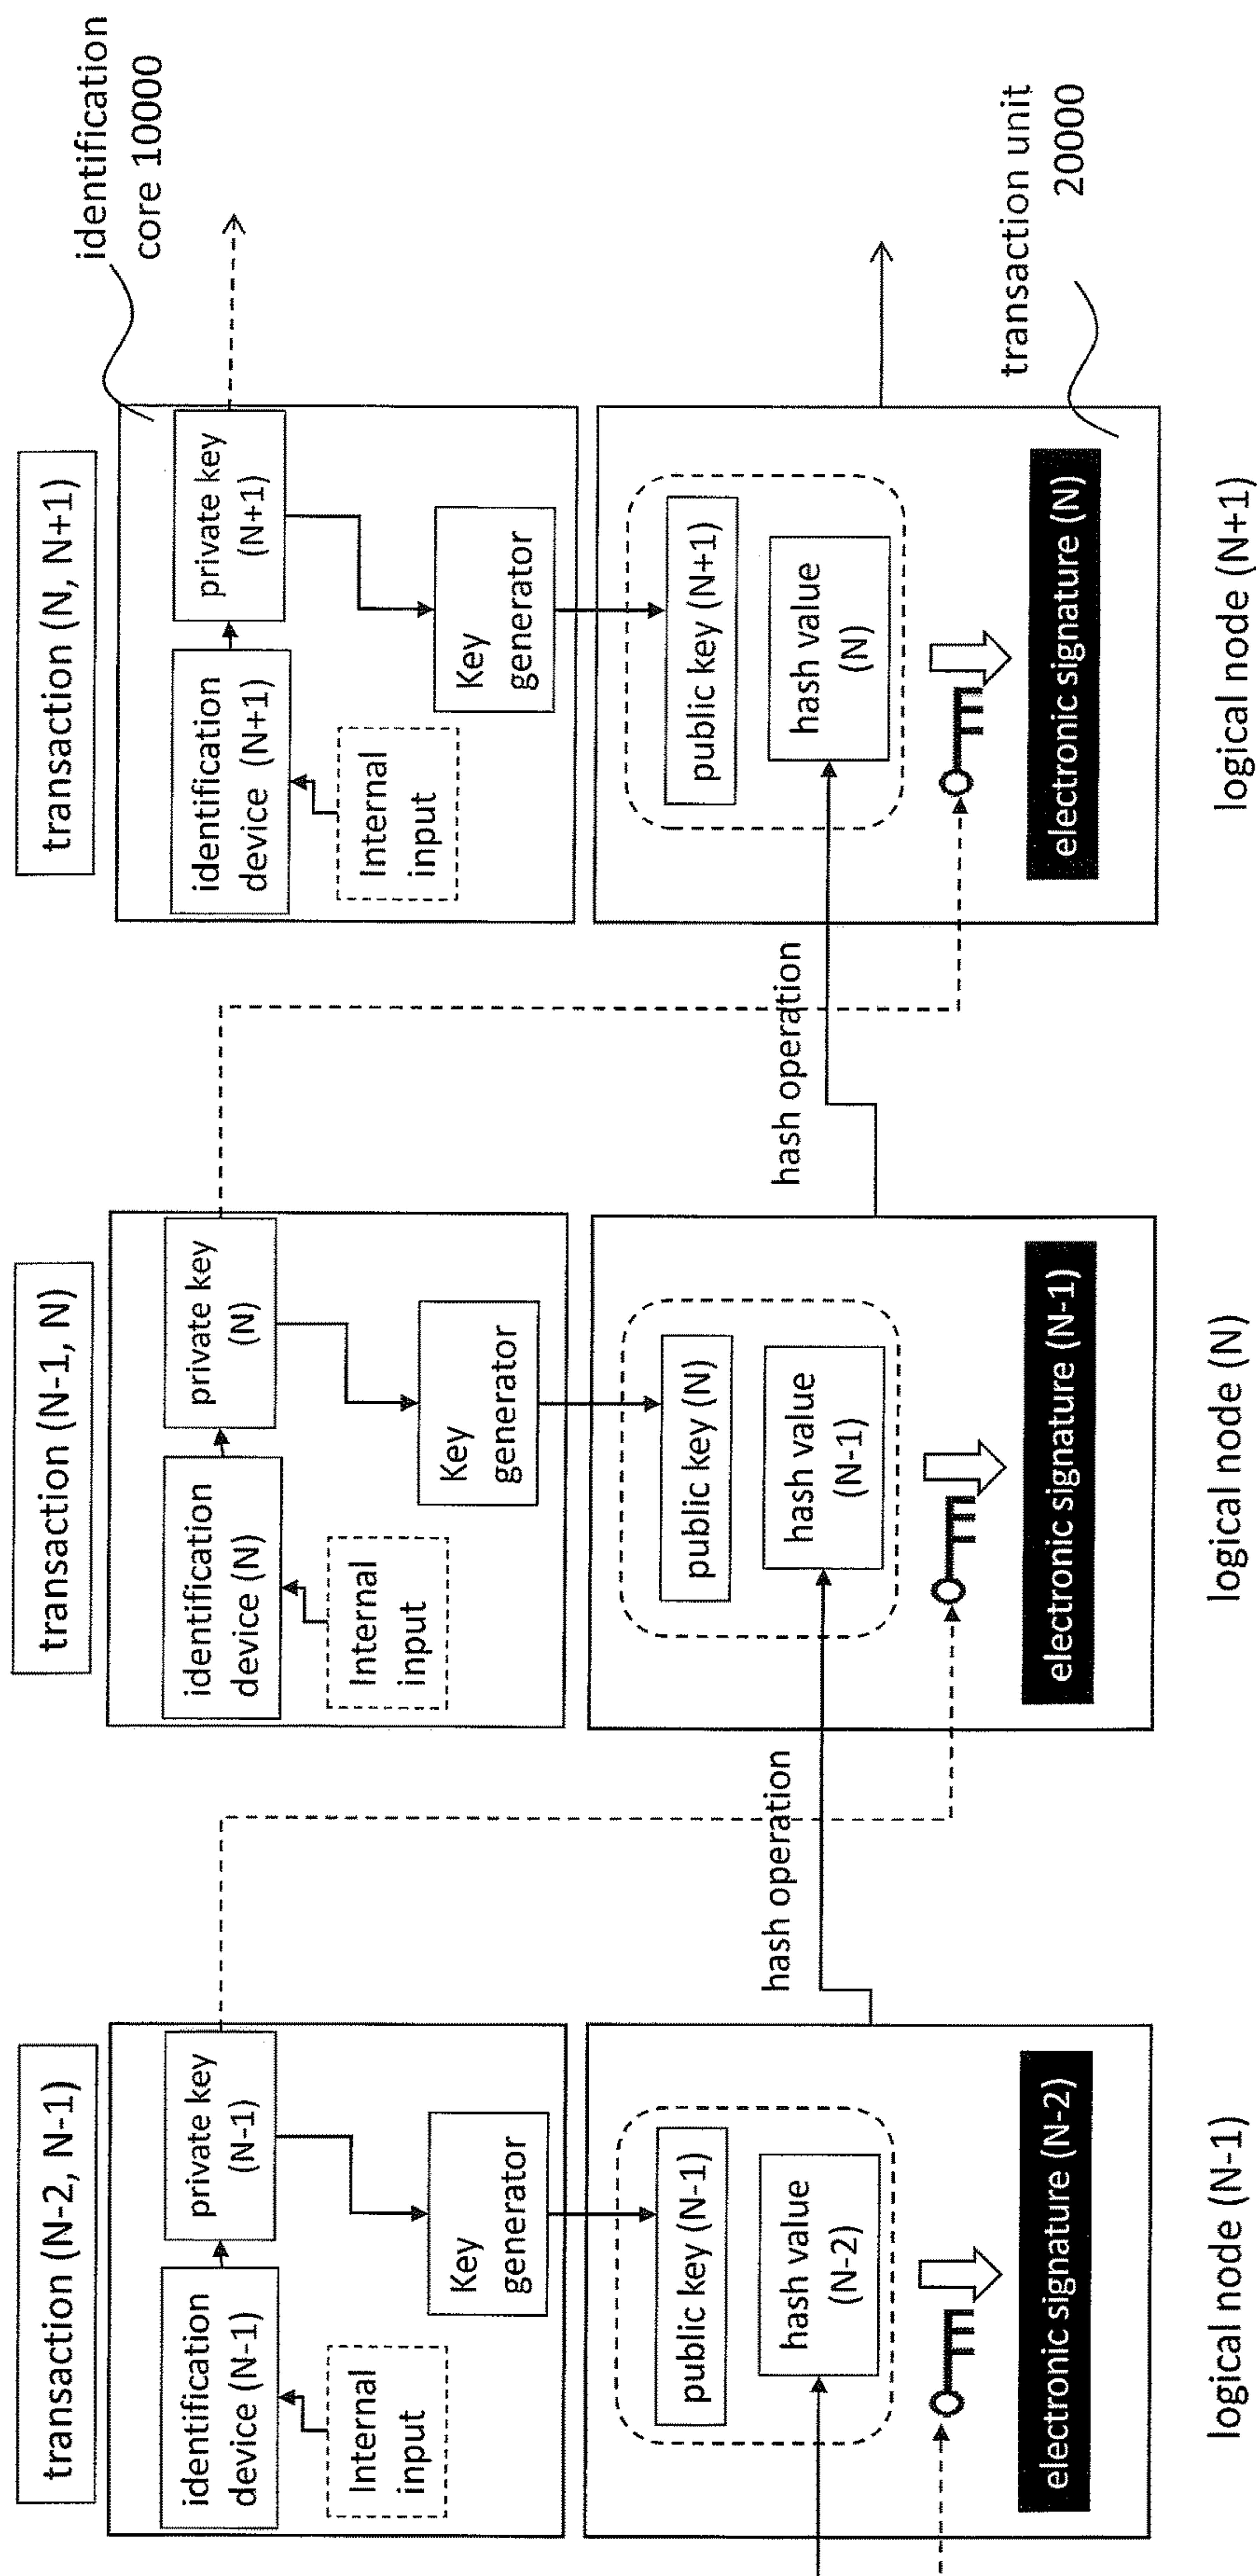 transaction (N-2, N-1)
identification
device (N-1)
private key
(N-1)
Internal
input
Key
generator
public key (N-1)
hash value
(N-2)
electronic signature (N-2)
logical node (N-1)
hash operation
transaction (N-1, N)
identification
device (N)
private key
(N)
Internal
input
Key
generator
public key (N)
hash value
(N-1)
electronic signature (N-1)
logical node (N)
hash operation
transaction (N, N+1)
identification
device (N+1)
private key
(N+1)
Internal
input
Key
generator
public key (N+1)
hash value
(N)
electronic signature (N)
logical node (N+1)
identification
core 10000
transaction unit
20000